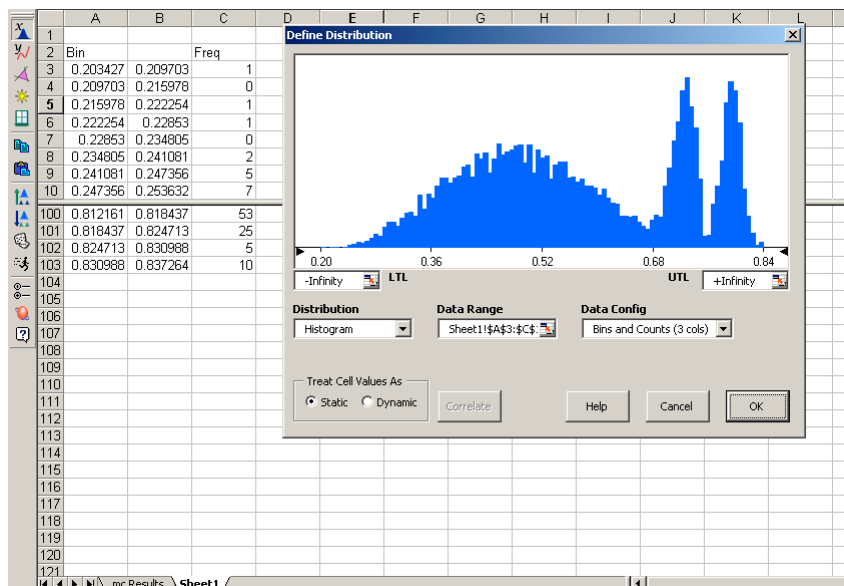 A B C D E F G H I J K L
1
2 Bin Freq
3 0.203427 0.209703 1
4 0.209703 0.215978 0
5 0.215978 0.222254 1
6 0.222254 0.22853 1
7 0.22853 0.234805 0
8 0.234805 0.241081 2
9 0.241081 0.247356 5
10 0.247356 0.253632 7
100 0.812161 0.818437 53
101 0.818437 0.824713 25
102 0.824713 0.830988 5
103 0.830988 0.837264 10
104
105
106
107
108
109
110
111
112
113
114
115
116
117
118
119
120
121
Define Distribution
0.20 0.36 0.52 0.68 0.84
-Infinity LTL UTL +Infinity
Distribution Data Range Data Config
Histogram Sheet1!$A$3:$C$: Bins and Counts (3 cols)
Treat Cell Values As
Static Dynamic
Correlate Help Cancel OK
mc Results Sheet1